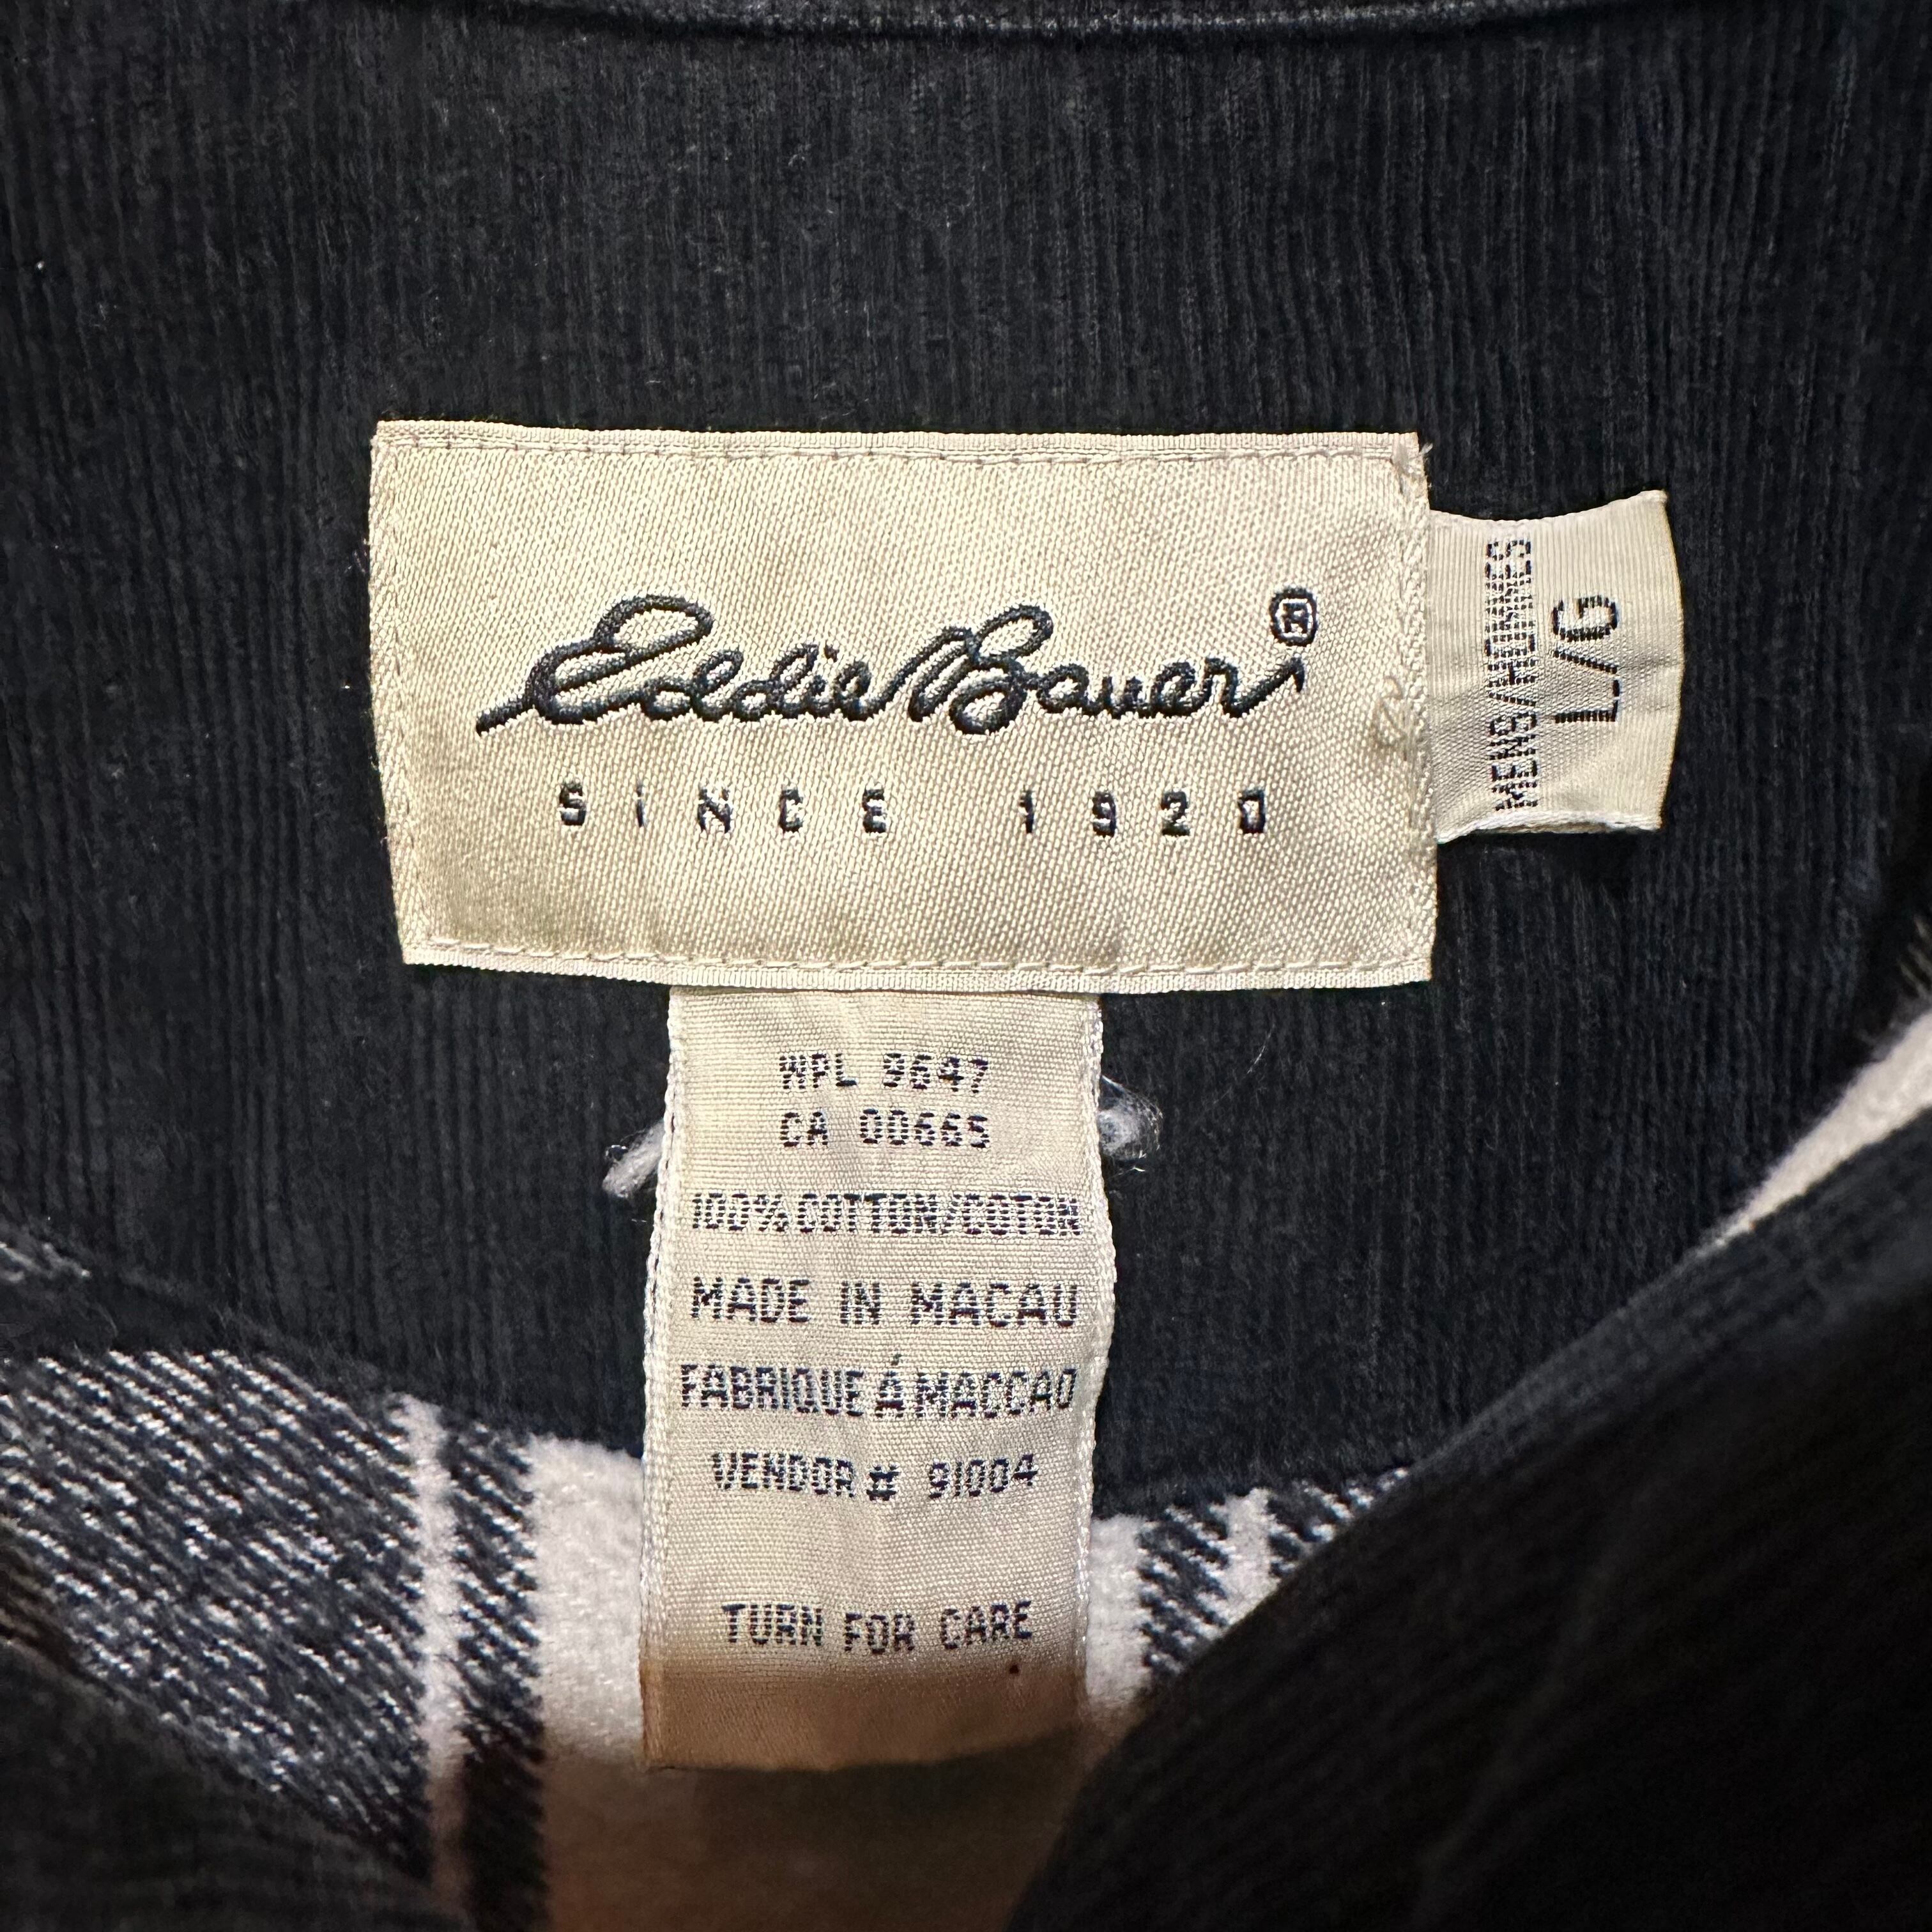 Eddie Bauer®
SINCE 1920
MENS/HOMMES
L/G
WPL 9647
CA 00665
100% COTTON/COTON
MADE IN MACAU
FABRIQUE Á MACCAO
VENDOR # 91004
TURN FOR CARE